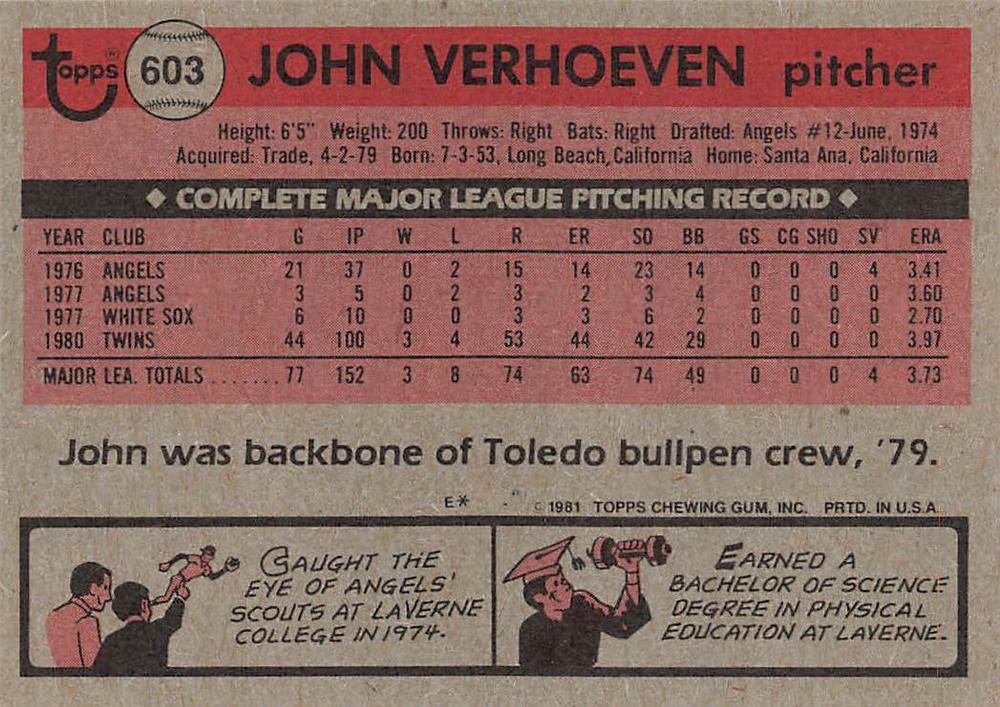 Topps® 603 JOHN VERHOEVEN pitcher
Height: 6'5" Weight: 200 Throws: Right Bats: Right Drafted: Angels #12-June, 1974
Acquired: Trade, 4-2-79 Born: 7-3-53, Long Beach, California Home: Santa Ana, California
◆ COMPLETE MAJOR LEAGUE PITCHING RECORD ◆
YEAR CLUB G IP W L R ER SO BB GS CG SHO SV ERA
1976 ANGELS 21 37 0 2 15 14 23 14 0 0 0 4 3.41
1977 ANGELS 3 5 0 2 3 2 3 4 0 0 0 0 3.60
1977 WHITE SOX 6 10 0 0 3 3 6 2 0 0 0 0 2.70
1980 TWINS 44 100 3 4 53 44 42 29 0 0 0 0 3.97
MAJOR LEA. TOTALS.......77 152 3 8 74 63 74 49 0 0 0 4 3.73
John was backbone of Toledo bullpen crew, '79.
E* © 1981 TOPPS CHEWING GUM, INC. PRTD. IN U.S.A.
CAUGHT THE
EYE OF ANGELS'
SCOUTS AT LAVERNE
COLLEGE IN 1974.
EARNED A
BACHELOR OF SCIENCE
DEGREE IN PHYSICAL
EDUCATION AT LAVERNE.